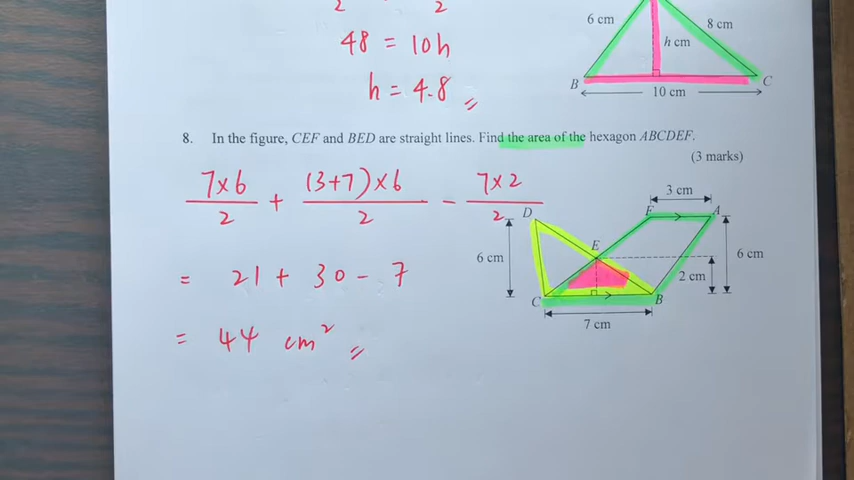 2 2
48 = 10h
h = 4.8
6 cm
8 cm
h cm
B
C
10 cm
8. In the figure, CEF and BED are straight lines. Find the area of the hexagon ABCDEF.
(3 marks)
7×6/2 + (3+7)×6/2 − 7×2/2
= 21 + 30 − 7
= 44 cm²
3 cm
D
F
A
E
6 cm
6 cm
2 cm
C
B
7 cm